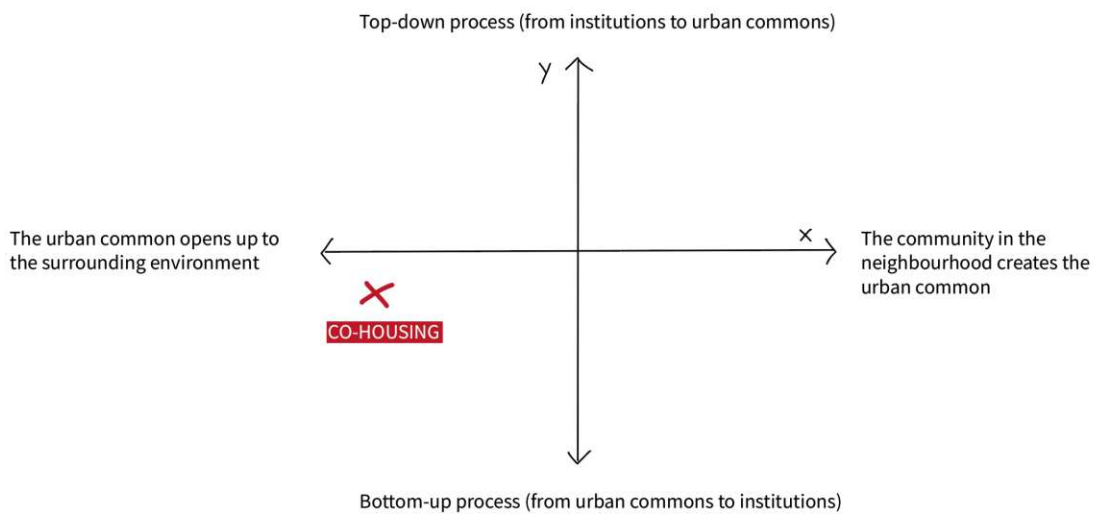 Top-down process (from institutions to urban commons)
y
The urban common opens up to
the surrounding environment
x
The community in the
neighbourhood creates the
urban common
CO-HOUSING
Bottom-up process (from urban commons to institutions)